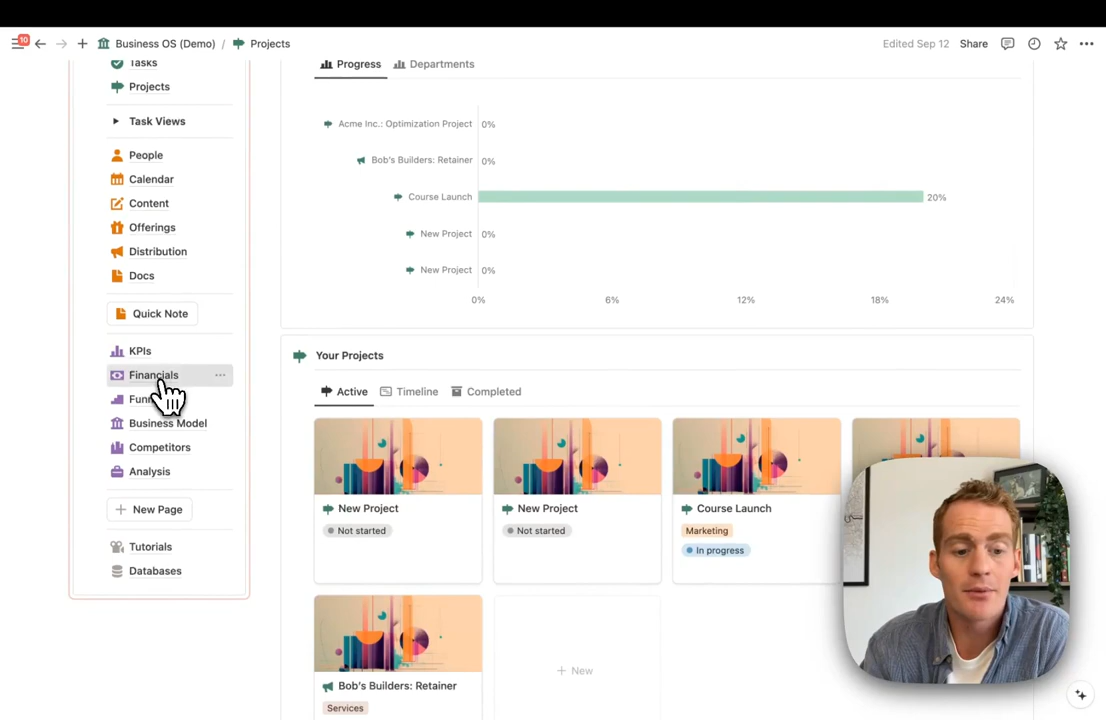 10
Business OS (Demo) / Projects
Edited Sep 12
Share
Tasks
Projects
Task Views
People
Calendar
Content
Offerings
Distribution
Docs
Quick Note
KPIs
Financials
Business Model
Competitors
Analysis
New Page
Tutorials
Databases
Progress
Departments
Acme Inc.: Optimization Project 0%
Bob's Builders: Retainer 0%
Course Launch 20%
New Project 0%
New Project 0%
0% 6% 12% 18% 24%
Your Projects
Active
Timeline
Completed
New Project
Not started
New Project
Not started
Course Launch
Marketing
In progress
Bob's Builders: Retainer
Services
New